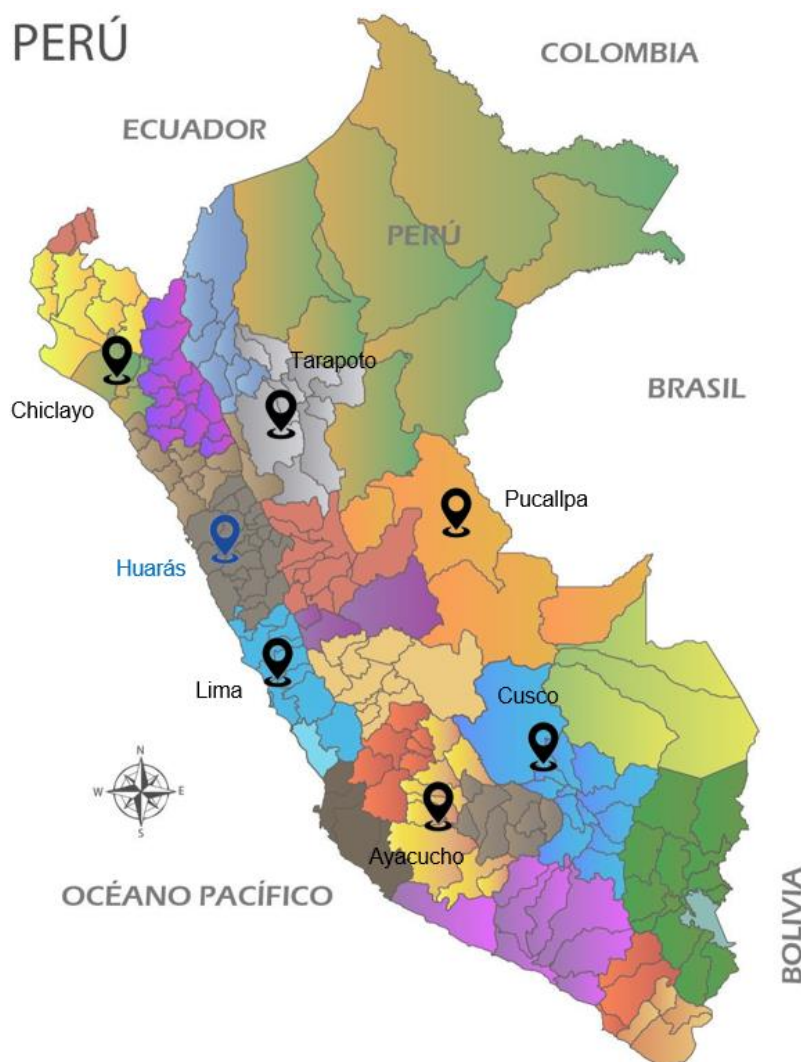 PERÚ
COLOMBIA
ECUADOR
PERÚ
Tarapoto
Chiclayo
BRASIL
Pucallpa
Huarás
Lima
Cusco
N
W E
S
Ayacucho
OCÉANO PACÍFICO
BOLIVIA